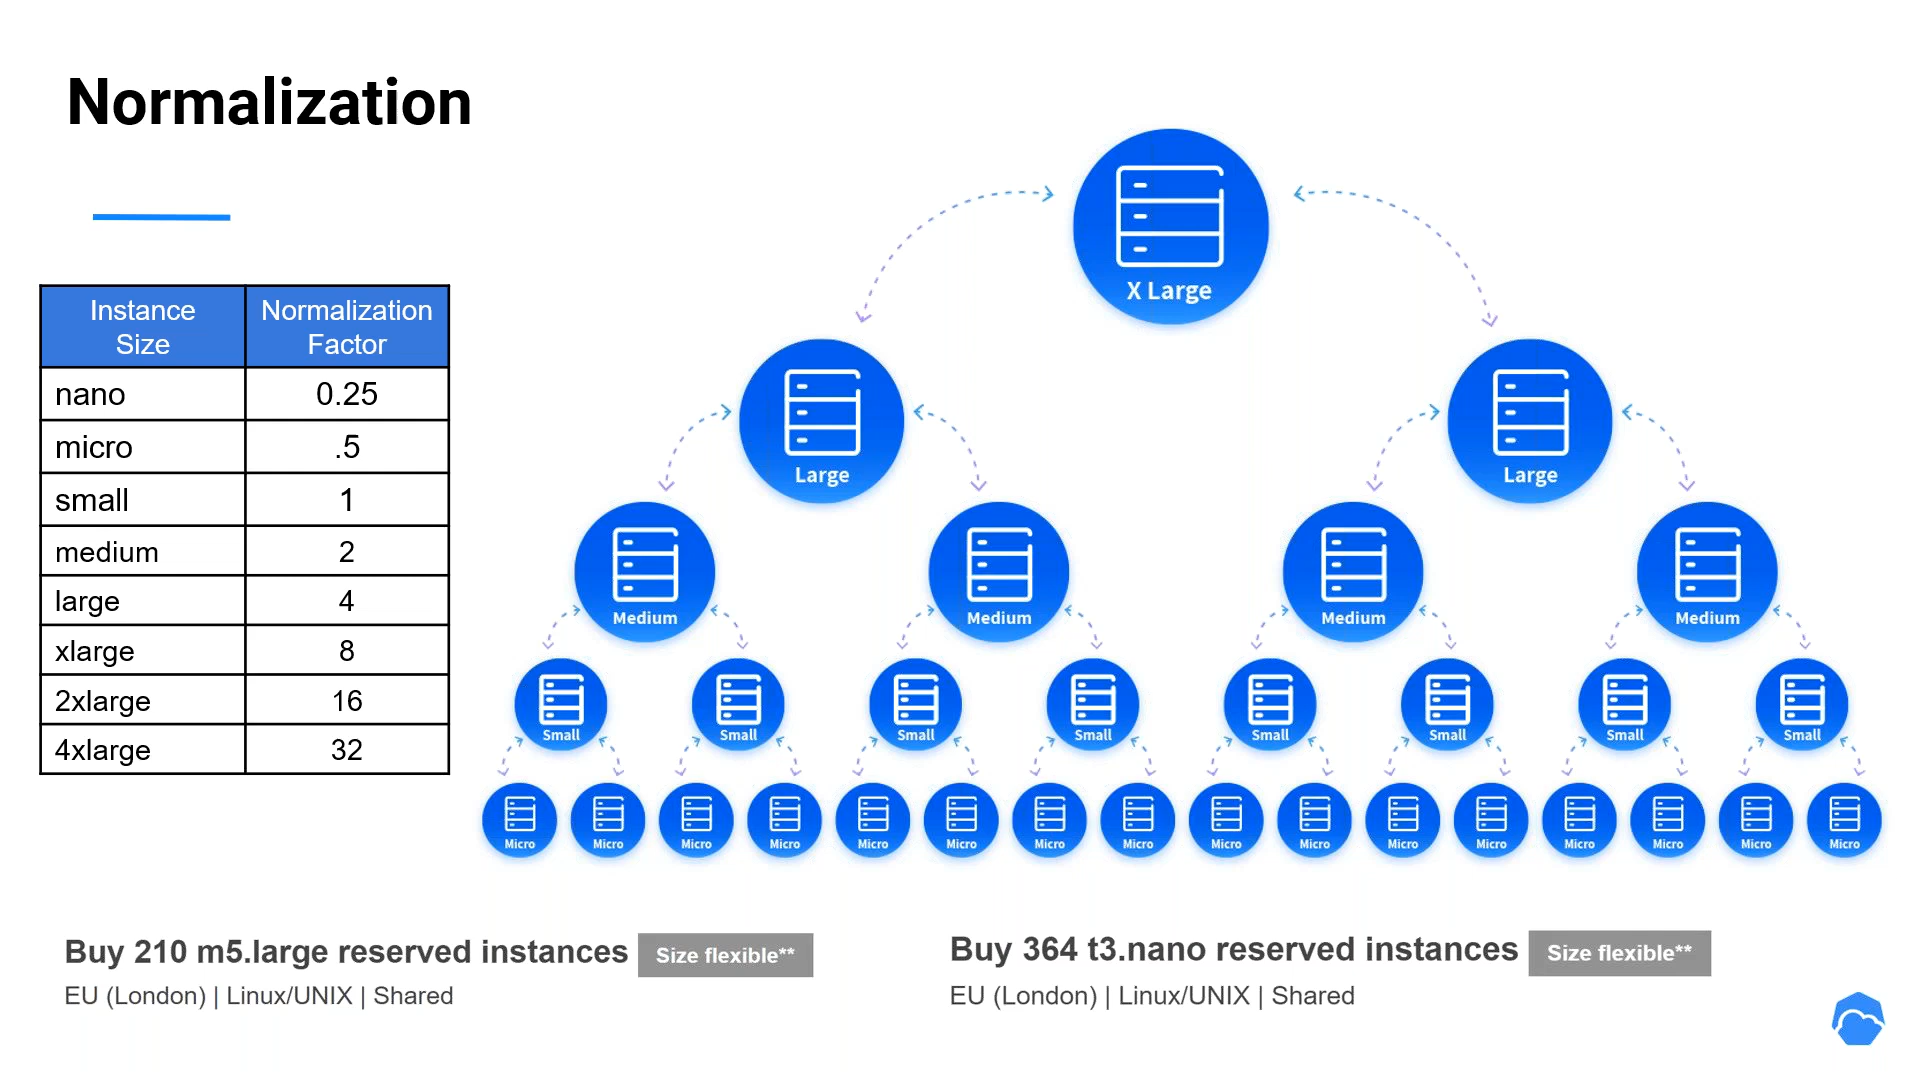 Normalization
Instance Size
Normalization Factor
nano 0.25
micro .5
small 1
medium 2
large 4
xlarge 8
2xlarge 16
4xlarge 32
X Large
Large Large
Medium Medium Medium Medium
Small Small Small Small Small Small Small Small
Micro Micro Micro Micro Micro Micro Micro Micro Micro Micro Micro Micro Micro Micro Micro Micro
Buy 210 m5.large reserved instances Size flexible**
EU (London) | Linux/UNIX | Shared
Buy 364 t3.nano reserved instances Size flexible**
EU (London) | Linux/UNIX | Shared